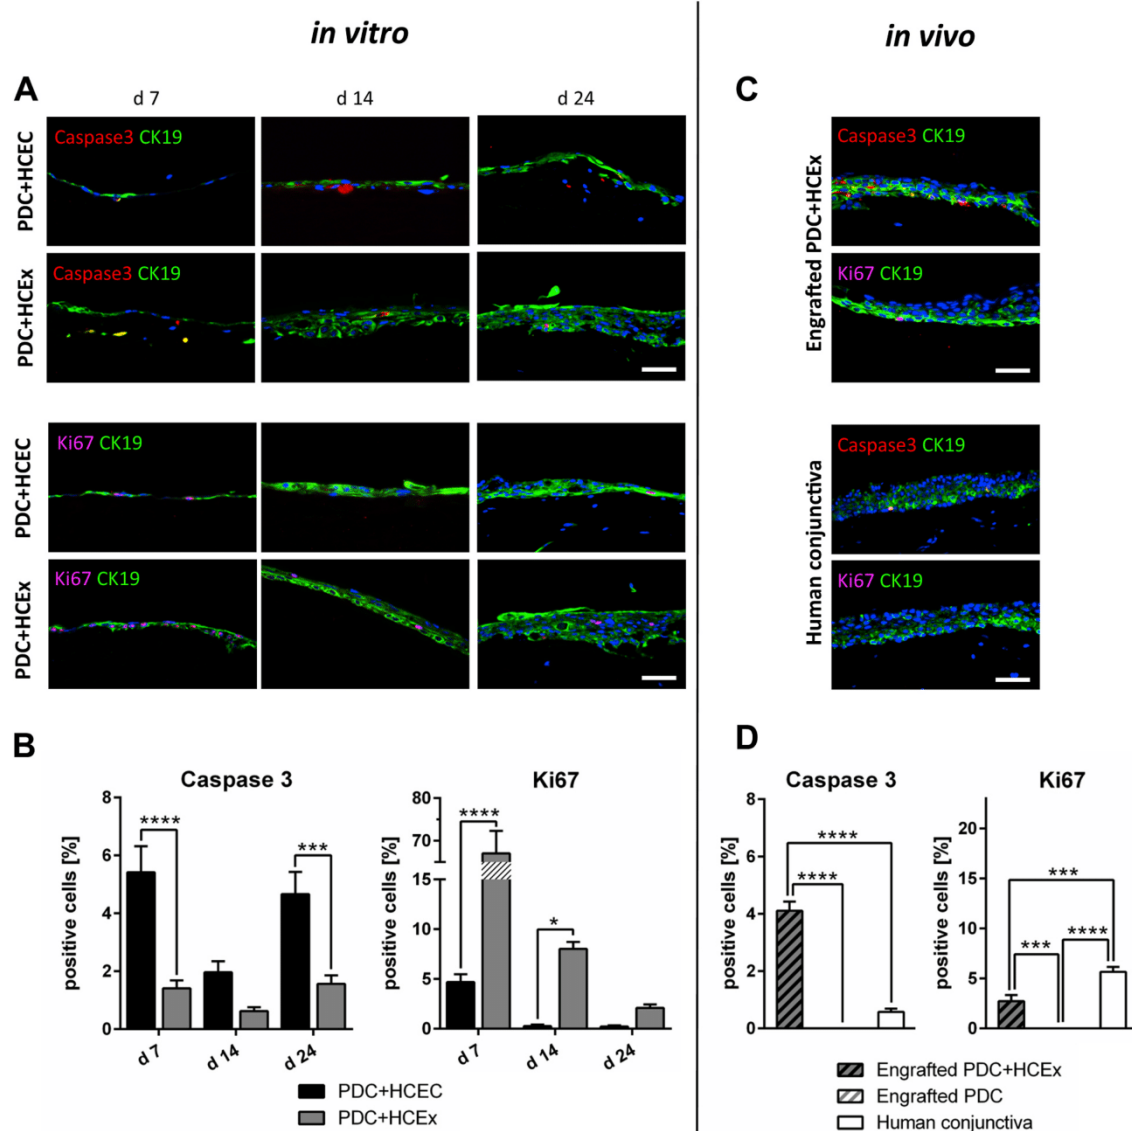 in vitro
in vivo
A
d 7
d 14
d 24
PDC+HCEC
Caspase3 CK19
PDC+HCEx
Caspase3 CK19
PDC+HCEC
Ki67 CK19
PDC+HCEx
Ki67 CK19
C
Engrafted PDC+HCEx
Caspase3 CK19
Ki67 CK19
Human conjunctiva
Caspase3 CK19
Ki67 CK19
B
Caspase 3
positive cells [%]
8
6
4
2
0
****
***
d 7
d 14
d 24
Ki67
positive cells [%]
80
70
15
10
5
0
****
*
d 7
d 14
d 24
PDC+HCEC
PDC+HCEx
D
Caspase 3
positive cells [%]
8
6
4
2
0
****
****
Ki67
positive cells [%]
20
15
10
5
0
***
***
****
Engrafted PDC+HCEx
Engrafted PDC
Human conjunctiva